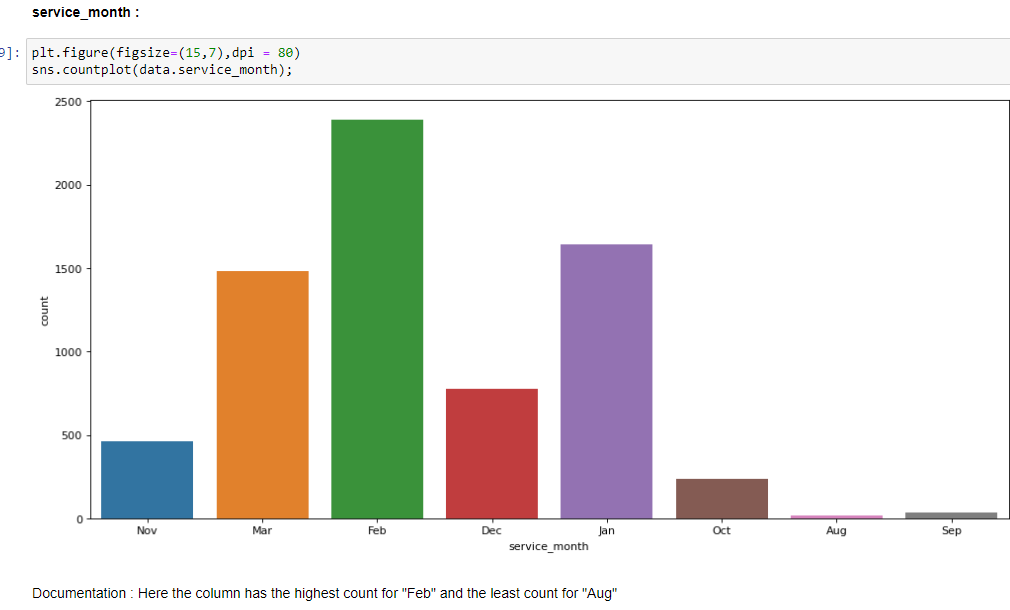 service_month :
9]: plt.figure(figsize=(15,7),dpi = 80)
sns.countplot(data.service_month);
2500
2000
1500
1000
500
0
count
Nov Mar Feb Dec Jan Oct Aug Sep
service_month
Documentation : Here the column has the highest count for "Feb" and the least count for "Aug"